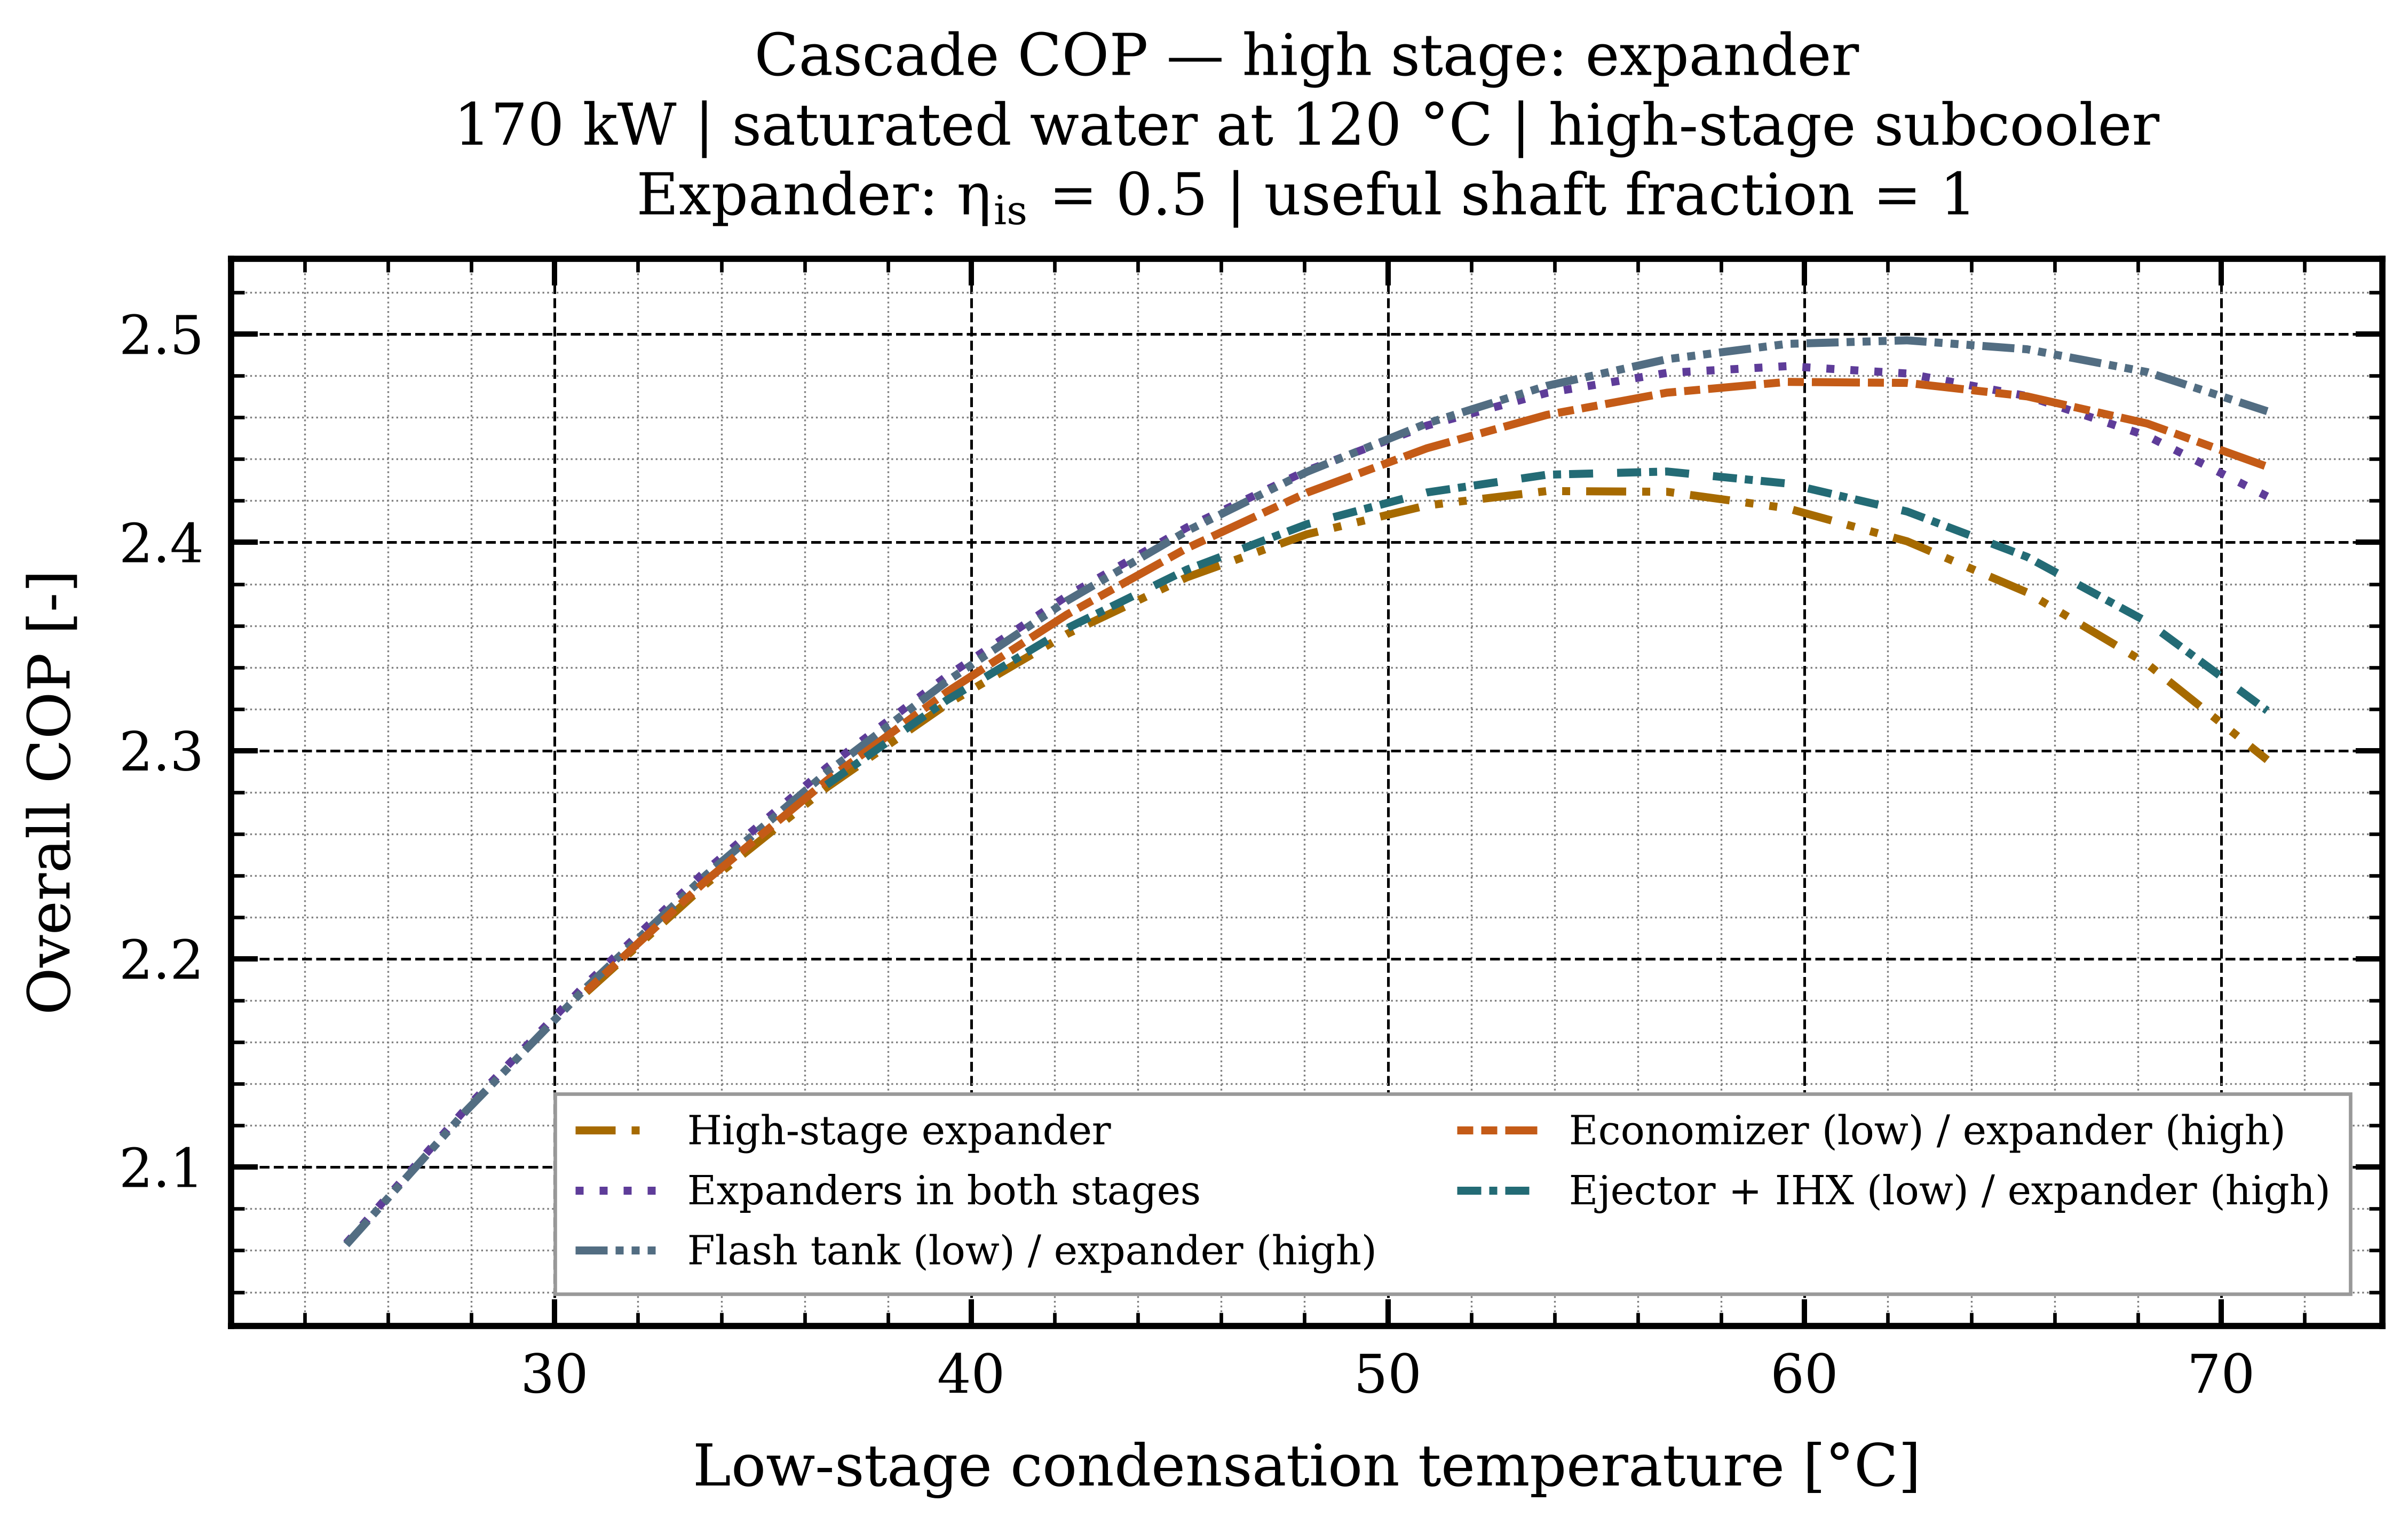 Cascade COP — high stage: expander
170 kW | saturated water at 120 °C | high-stage subcooler
Expander: ηis = 0.5 | useful shaft fraction = 1
Overall COP [-]
2.5
2.4
2.3
2.2
2.1
High-stage expander
Expanders in both stages
Flash tank (low) / expander (high)
Economizer (low) / expander (high)
Ejector + IHX (low) / expander (high)
30 40 50 60 70
Low-stage condensation temperature [°C]